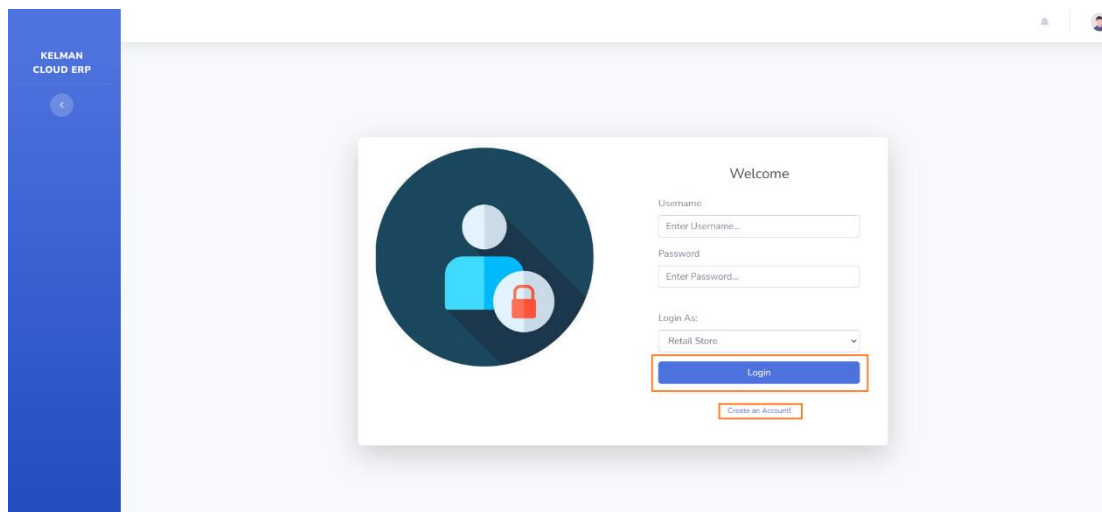 KELMAN
CLOUD ERP
Welcome
Username
Enter Username...
Password
Enter Password...
Login As:
Retail Store
Login
Create an Account!